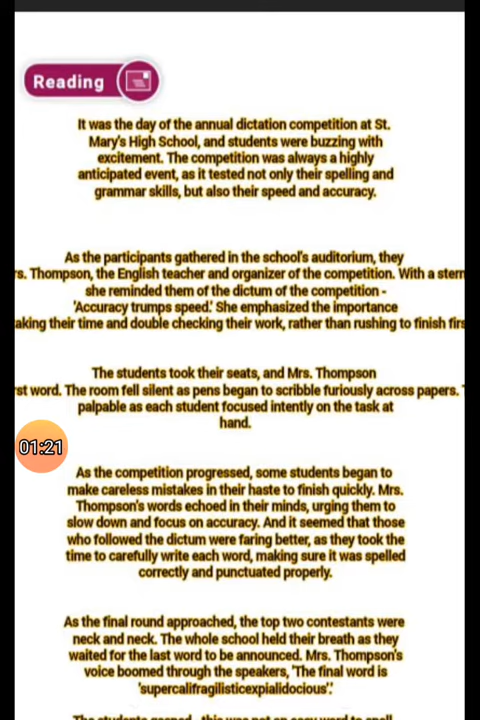 Reading
It was the day of the annual dictation competition at St.
Mary's High School, and students were buzzing with
excitement. The competition was always a highly
anticipated event, as it tested not only their spelling and
grammar skills, but also their speed and accuracy.
As the participants gathered in the school's auditorium, they
Thompson, the English teacher and organizer of the competition. With a stern
she reminded them of the dictum of the competition -
'Accuracy trumps speed.' She emphasized the importance
their time and double checking their work, rather than rushing to finish
The students took their seats, and Mrs. Thompson
word. The room fell silent as pens began to scribble furiously across papers.
palpable as each student focused intently on the task at
hand.
01:21
As the competition progressed, some students began to
make careless mistakes in their haste to finish quickly. Mrs.
Thompson's words echoed in their minds, urging them to
slow down and focus on accuracy. And it seemed that those
who followed the dictum were faring better, as they took the
time to carefully write each word, making sure it was spelled
correctly and punctuated properly.
As the final round approached, the top two contestants were
neck and neck. The whole school held their breath as they
waited for the last word to be announced. Mrs. Thompson's
voice boomed through the speakers, 'The final word is
'supercalifragilisticexpialidocious'.'
The students gasped - this was not an easy word to spell